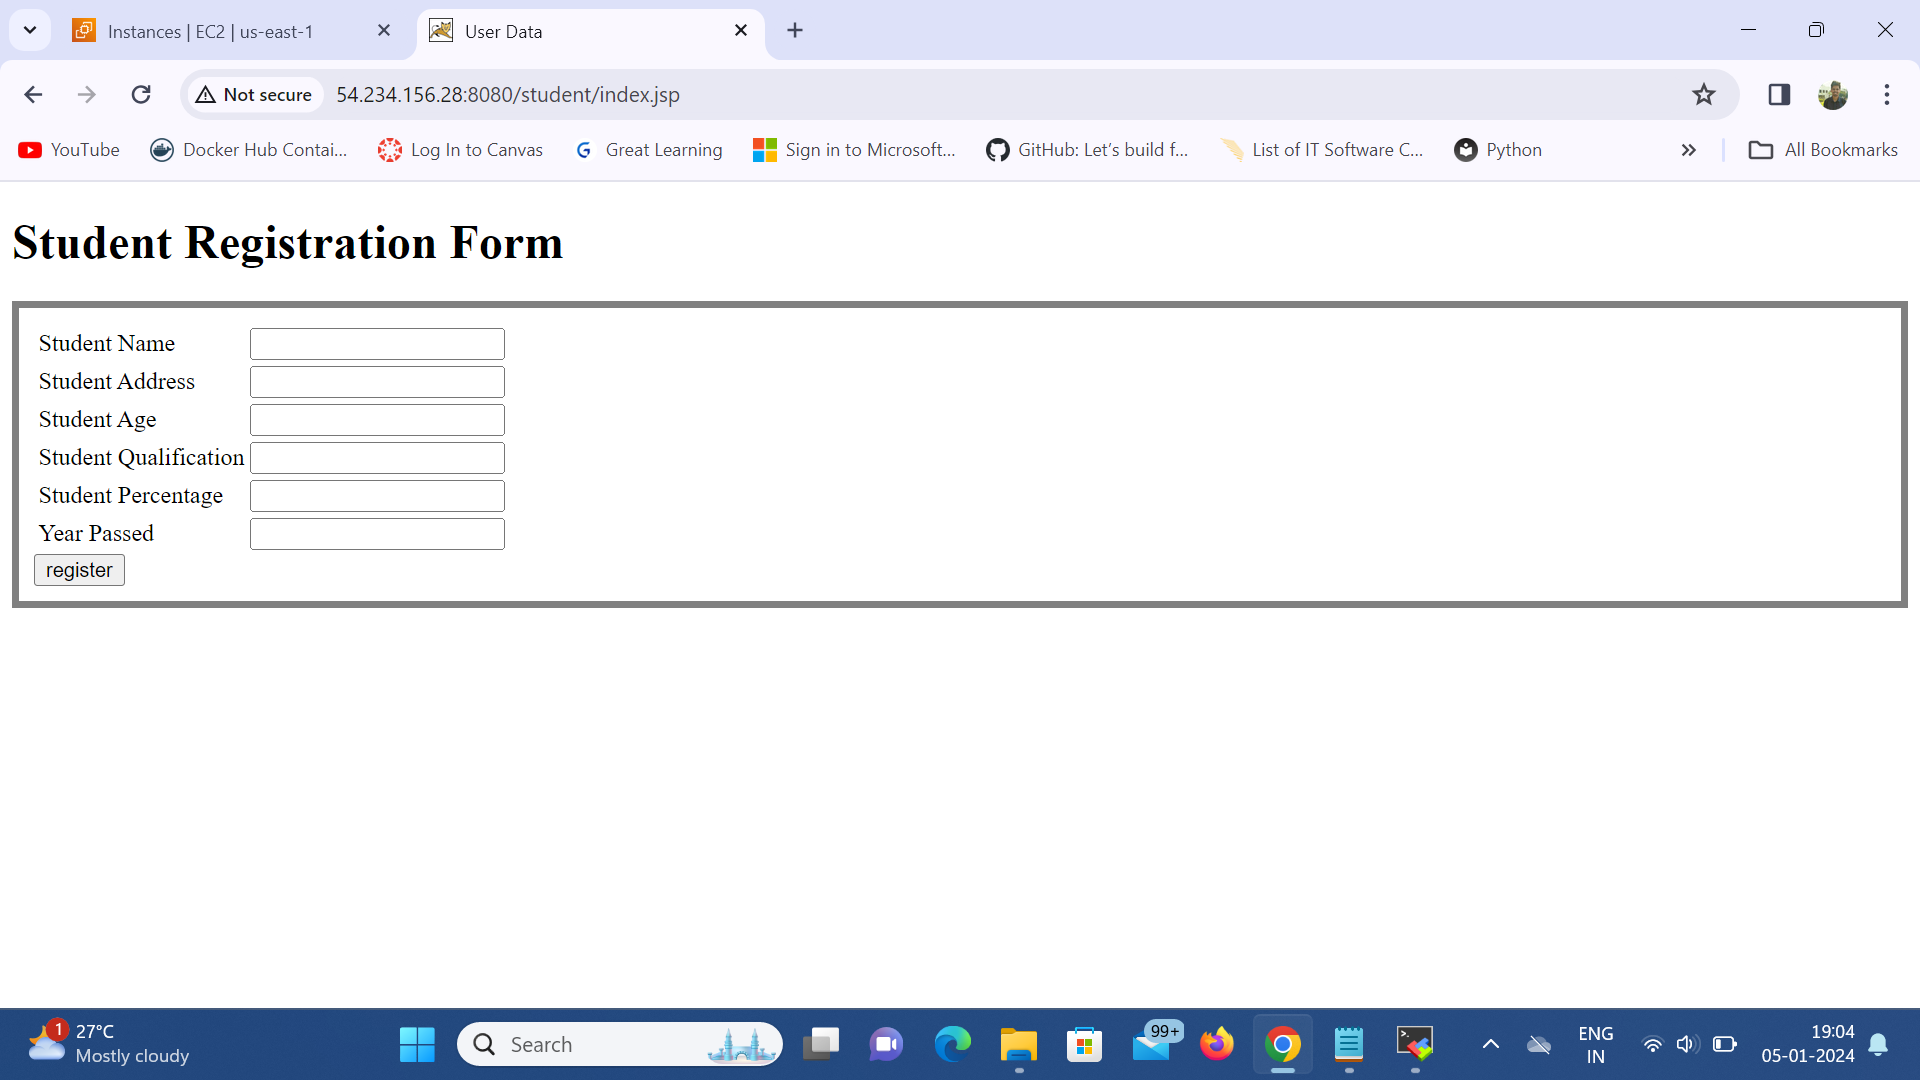 Instances | EC2 | us-east-1
User Data
Not secure
54.234.156.28:8080/student/index.jsp
YouTube
Docker Hub Contai...
Log In to Canvas
Great Learning
Sign in to Microsoft...
GitHub: Let's build f...
List of IT Software C...
Python
All Bookmarks
Student Registration Form
Student Name
Student Address
Student Age
Student Qualification
Student Percentage
Year Passed
register
1
27°C
Mostly cloudy
Search
99+
ENG
IN
19:04
05-01-2024